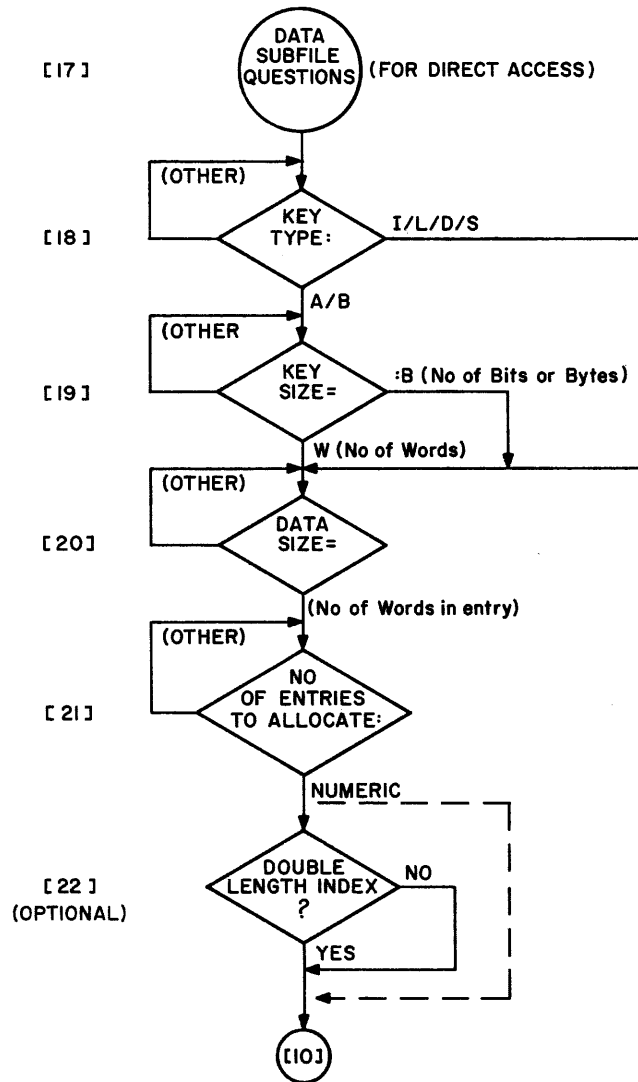 [17]
DATA
SUBFILE
QUESTIONS
(FOR DIRECT ACCESS)
(OTHER)
[18]
KEY
TYPE:
I/L/D/S
A/B
(OTHER
[19]
KEY
SIZE=
:B (No of Bits or Bytes)
W (No of Words)
(OTHER)
[20]
DATA
SIZE=
(No of Words in entry)
(OTHER)
[21]
NO
OF ENTRIES
TO ALLOCATE:
NUMERIC
[22]
(OPTIONAL)
DOUBLE
LENGTH INDEX
?
NO
YES
[10]